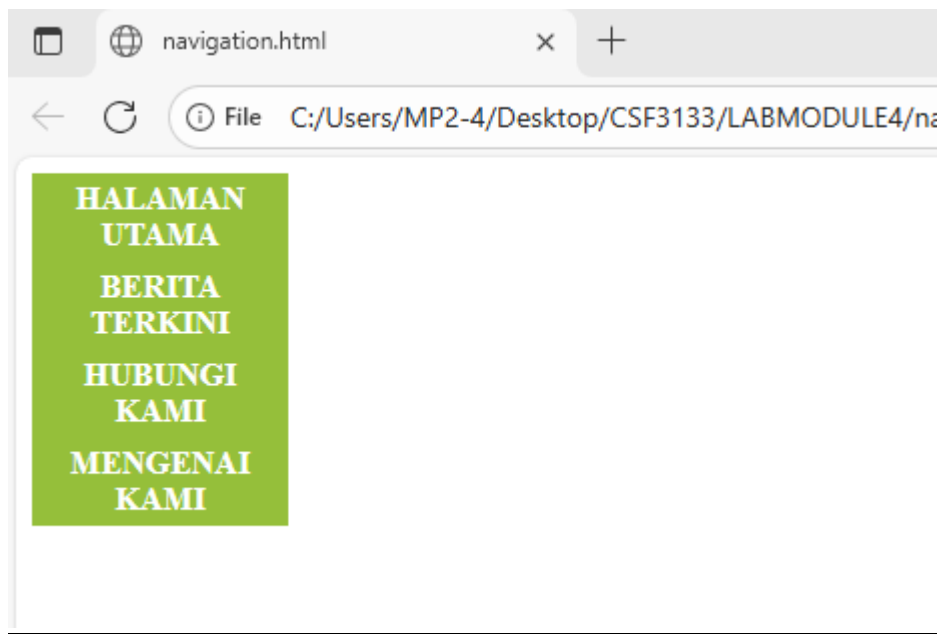 navigation.html
File C:/Users/MP2-4/Desktop/CSF3133/LABMODULE4/na
HALAMAN
UTAMA
BERITA
TERKINI
HUBUNGI
KAMI
MENGENAI
KAMI